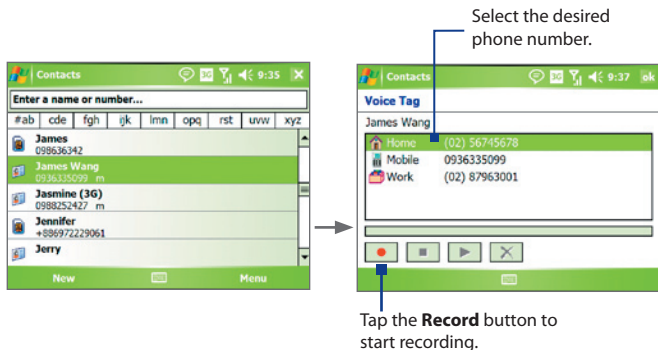 Select the desired
phone number.
Contacts 3G 9:35
Enter a name or number...
#ab cde fgh ijk lmn opq rst uvw xyz
James
098636342
James Wang
0936335099 m
Jasmine (3G)
0988252427 m
Jennifer
+886972229061
Jerry
New Menu
Contacts 3G 9:37 ok
Voice Tag
James Wang
Home (02) 56745678
Mobile 0936335099
Work (02) 87963001
Tap the Record button to
start recording.